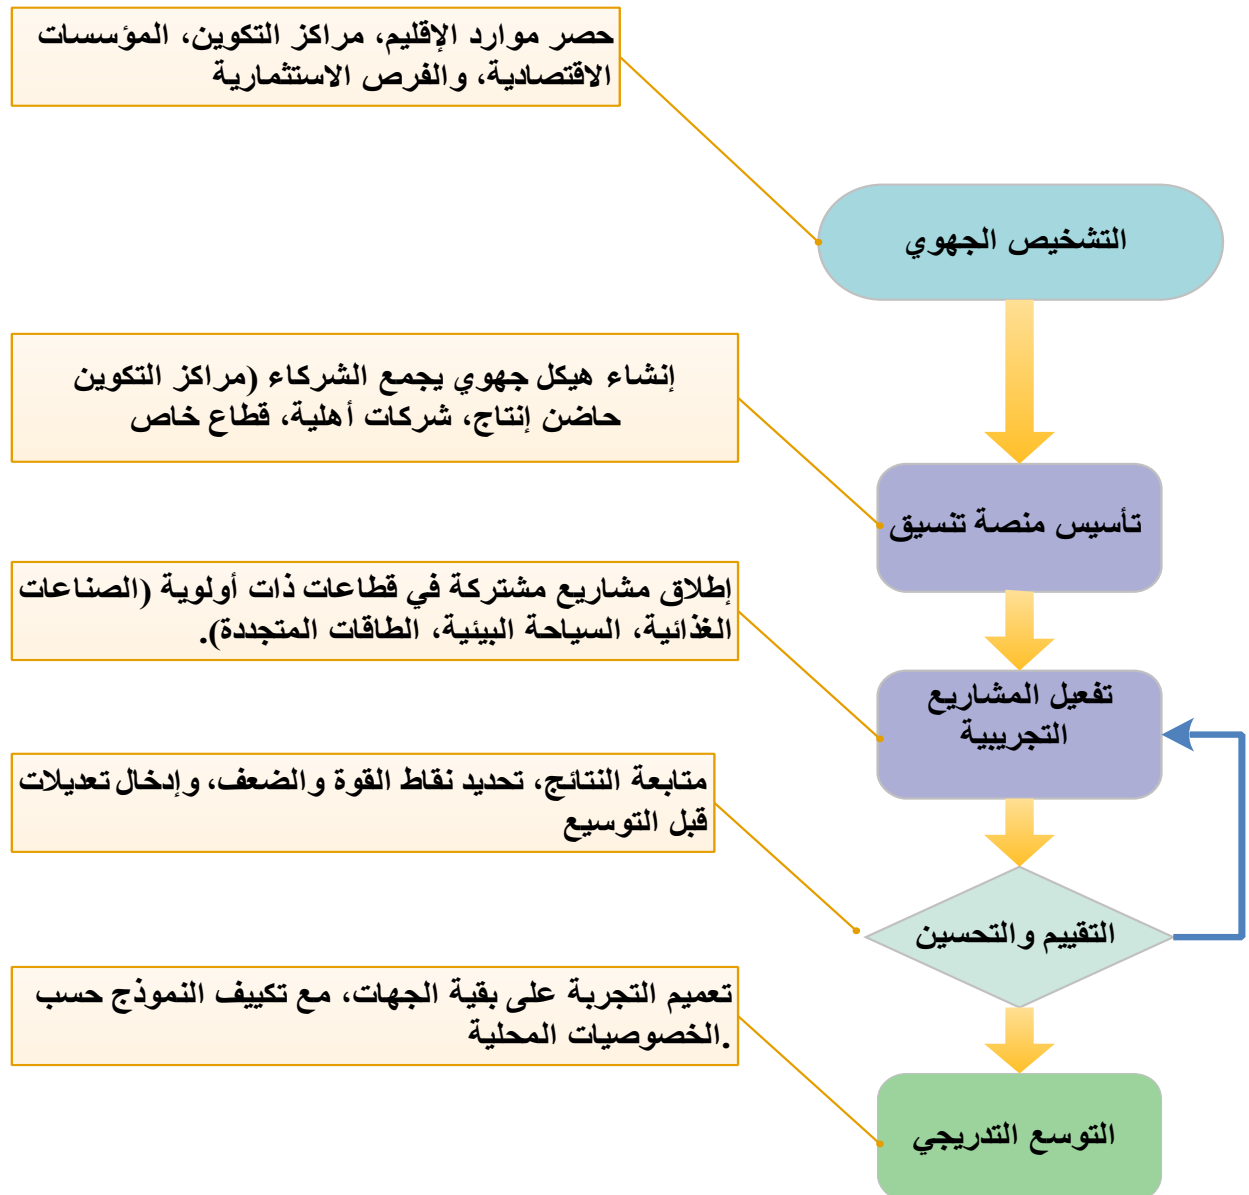 حصر موارد الإقليم، مراكز التكوين، المؤسسات
الاقتصادية، والفرص الاستثمارية
التشخيص الجهوي
إنشاء هيكل جهوي يجمع الشركاء (مراكز التكوين
حاضن إنتاج، شركات أهلية، قطاع خاص
تأسيس منصة تنسيق
إطلاق مشاريع مشتركة في قطاعات ذات أولوية (الصناعات
الغذائية، السياحة البيئية، الطاقات المتجددة).
تفعيل المشاريع
التجريبية
متابعة النتائج، تحديد نقاط القوة والضعف، وإدخال تعديلات
قبل التوسيع
التقييم والتحسين
تعميم التجربة على بقية الجهات، مع تكييف النموذج حسب
.الخصوصيات المحلية
التوسع التدريجي